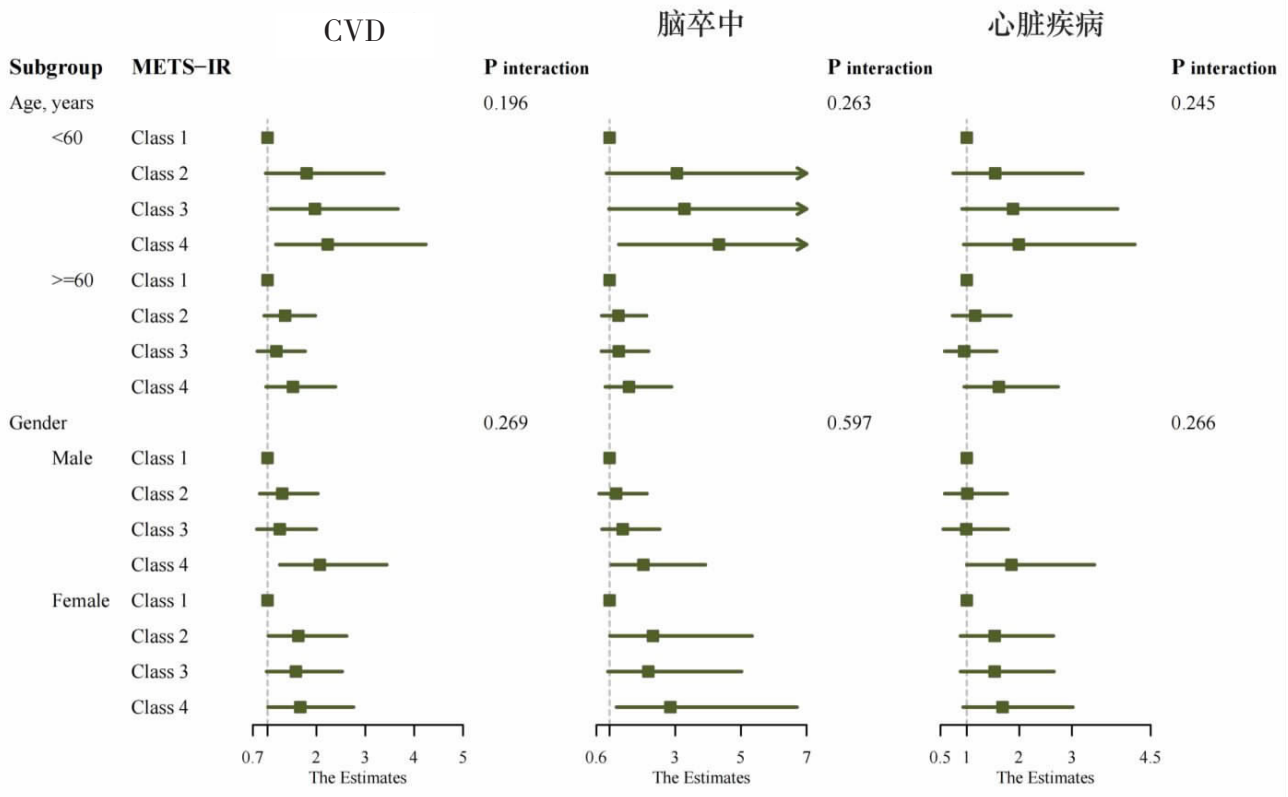 CVD 脑卒中 心脏疾病
Subgroup METS-IR P interaction P interaction P interaction
Age, years 0.196 0.263 0.245
<60 Class 1
Class 2
Class 3
Class 4
>=60 Class 1
Class 2
Class 3
Class 4
Gender 0.269 0.597 0.266
Male Class 1
Class 2
Class 3
Class 4
Female Class 1
Class 2
Class 3
Class 4
0.7 2 3 4 5 0.6 3 5 7 0.5 1 2 3 4.5
The Estimates The Estimates The Estimates